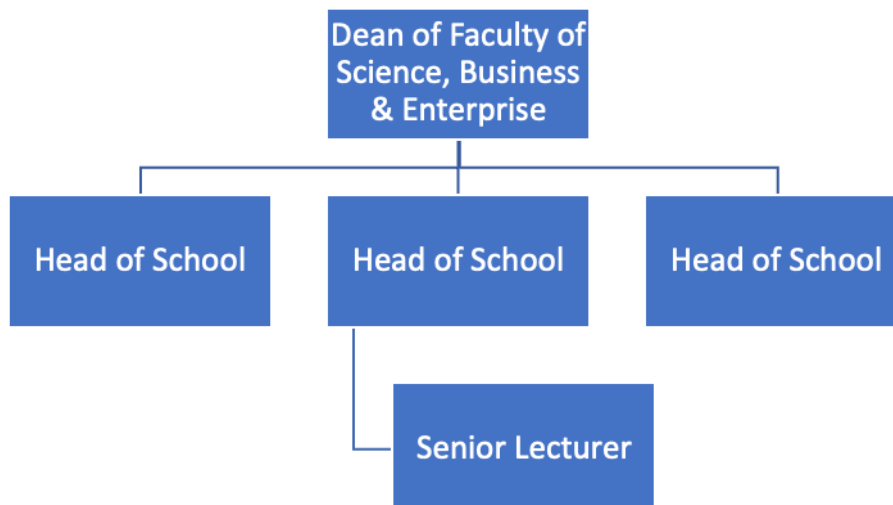 Dean of Faculty of
Science, Business
& Enterprise
Head of School
Head of School
Head of School
Senior Lecturer